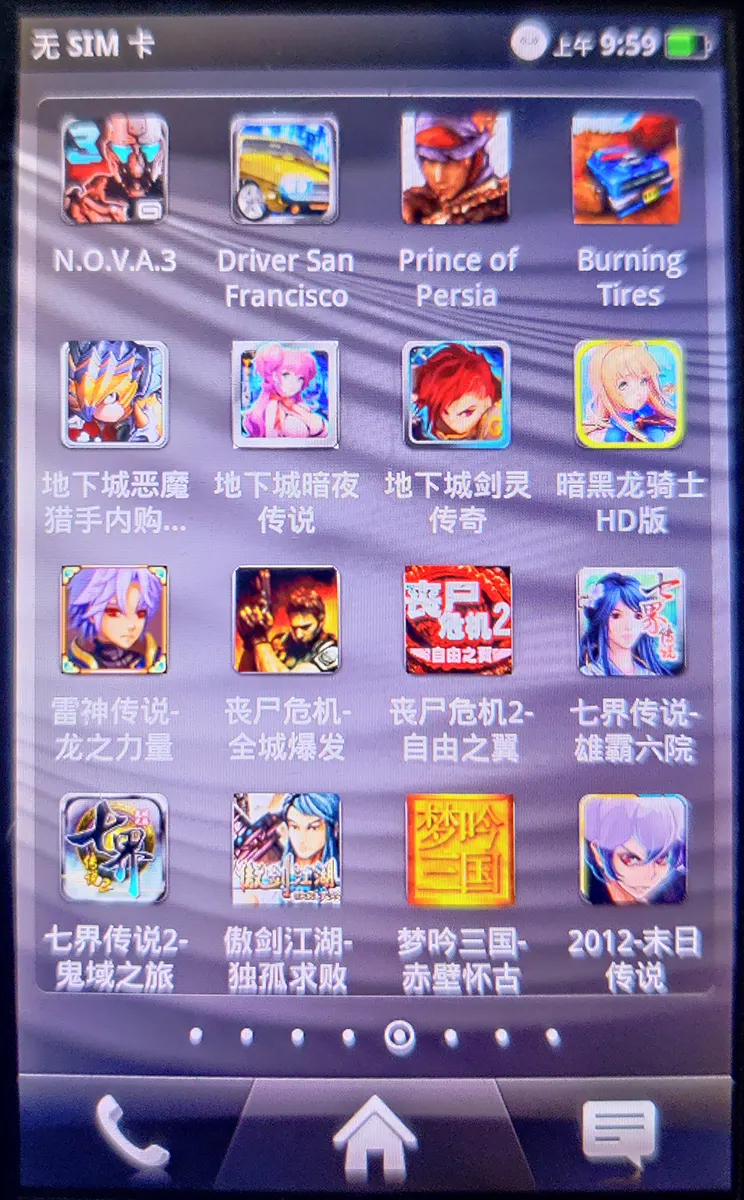 无 SIM 卡
上午 9:59
3
N.O.V.A.3
Driver San
Francisco
Prince of
Persia
Burning
Tires
地下城恶魔
猎手内购...
地下城暗夜
传说
地下城剑灵
传奇
暗黑龙骑士
HD版
丧尸
危机2
自由之翼
七界
传说
雷神传说-
龙之力量
丧尸危机-
全城爆发
丧尸危机2-
自由之翼
七界传说-
雄霸六院
七界
傲剑江湖
梦吟
三国
七界传说2-
鬼域之旅
傲剑江湖-
独孤求败
梦吟三国-
赤壁怀古
2012-末日
传说